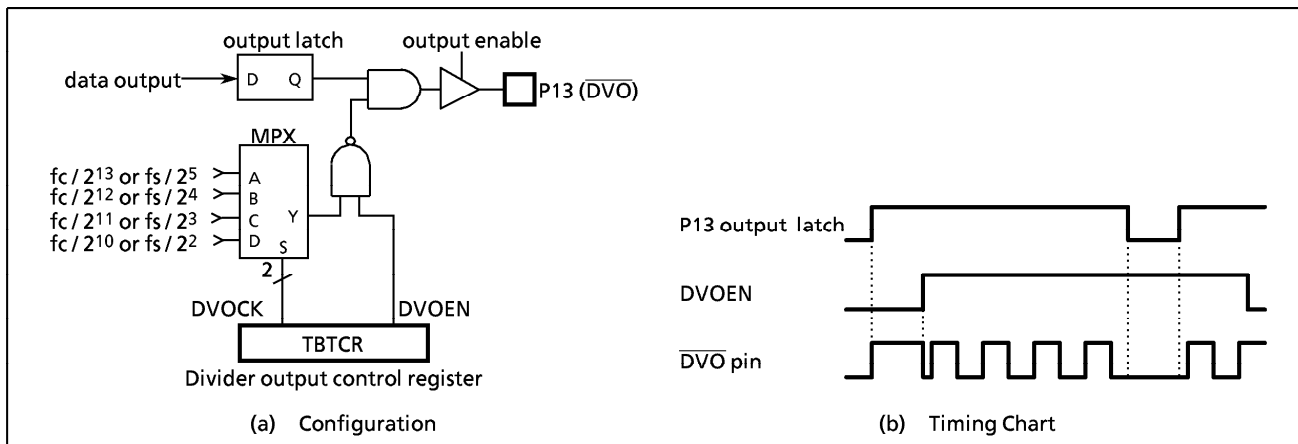 output latch
output enable
data output
D Q
P13 (DVO)
MPX
fc / 2¹³ or fs / 2⁵
A
fc / 2¹² or fs / 2⁴
B
fc / 2¹¹ or fs / 2³
C
Y
fc / 2¹⁰ or fs / 2²
D
S
2
DVOCK
DVOEN
TBTCR
Divider output control register
(a) Configuration
P13 output latch
DVOEN
DVO pin
(b) Timing Chart